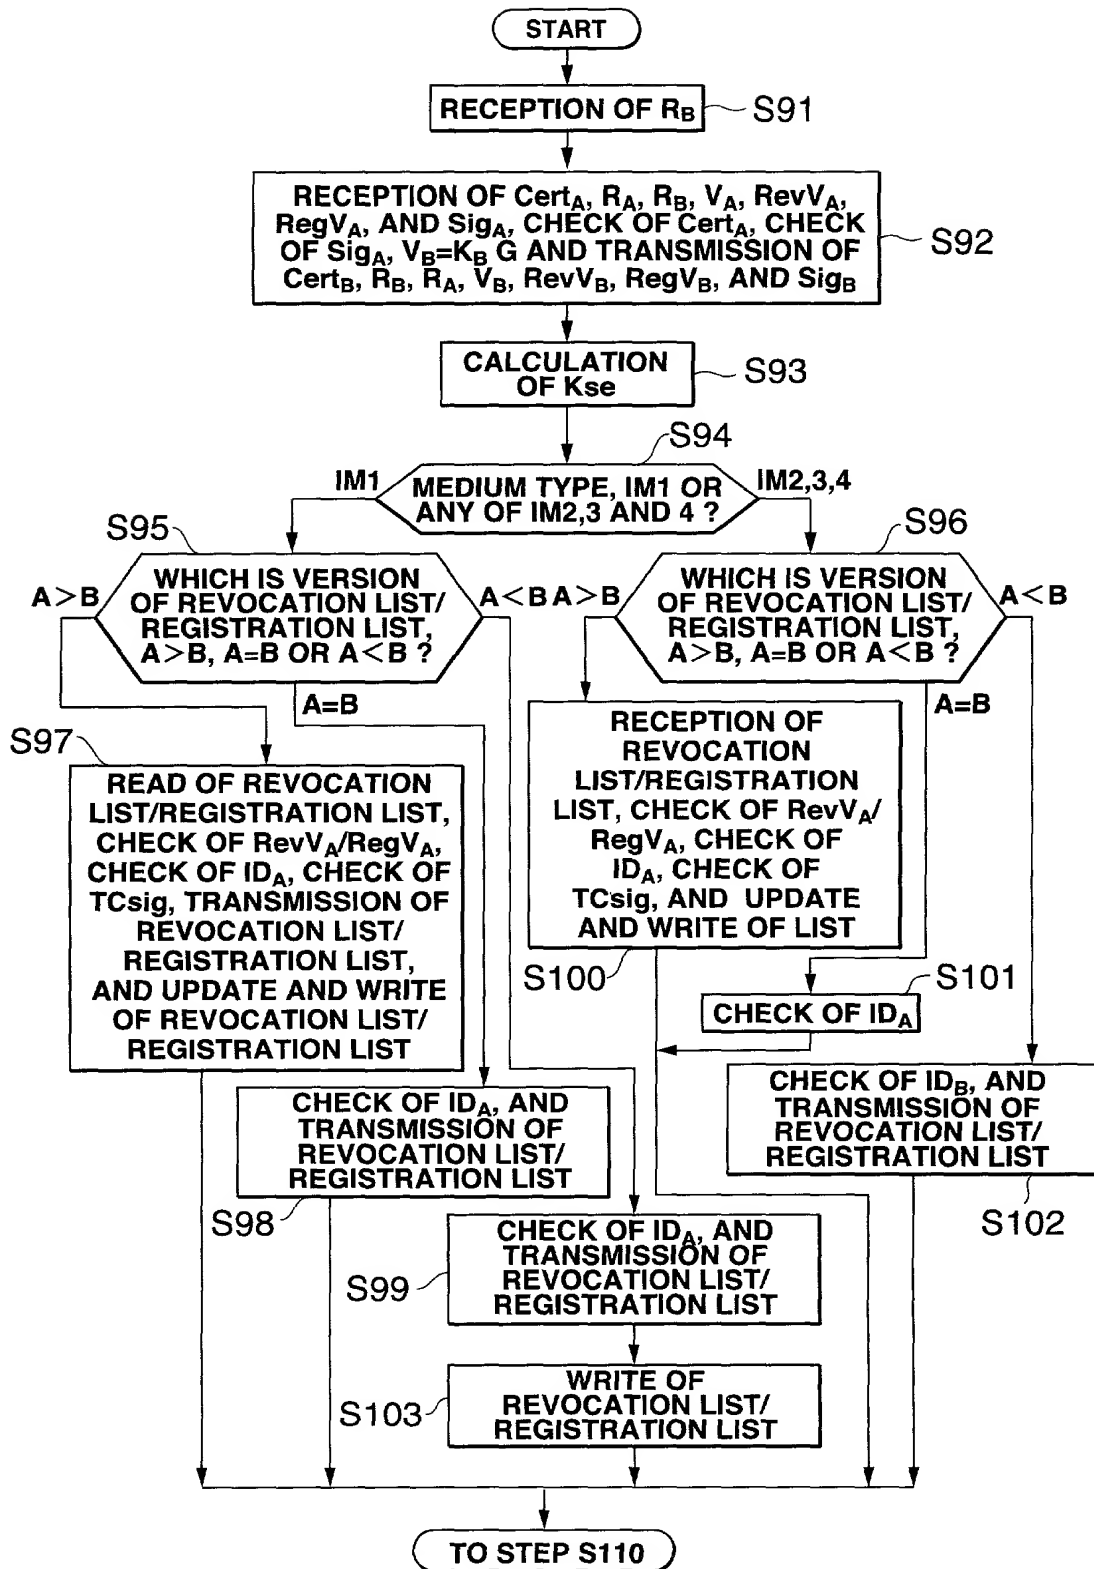 START
RECEPTION OF RB
S91
RECEPTION OF CertA, RA, RB, VA, RevVA,
RegVA, AND SigA, CHECK OF CertA, CHECK
OF SigA, VB=KB G AND TRANSMISSION OF
CertB, RB, RA, VB, RevVB, RegVB, AND SigB
S92
CALCULATION
OF Kse
S93
S94
IM1
MEDIUM TYPE, IM1 OR
ANY OF IM2,3 AND 4 ?
IM2,3,4
S95
A>B
WHICH IS VERSION
OF REVOCATION LIST/
REGISTRATION LIST,
A>B, A=B OR A<B ?
A<B
A=B
S96
A>B
WHICH IS VERSION
OF REVOCATION LIST/
REGISTRATION LIST,
A>B, A=B OR A<B ?
A<B
A=B
S97
READ OF REVOCATION
LIST/REGISTRATION LIST,
CHECK OF RevVA/RegVA,
CHECK OF IDA, CHECK OF
TCsig, TRANSMISSION OF
REVOCATION LIST/
REGISTRATION LIST,
AND UPDATE AND WRITE
OF REVOCATION LIST/
REGISTRATION LIST
RECEPTION OF
REVOCATION
LIST/REGISTRATION
LIST, CHECK OF RevVA/
RegVA, CHECK OF
IDA, CHECK OF
TCsig, AND UPDATE
AND WRITE OF LIST
S100
S101
CHECK OF IDA
CHECK OF IDA, AND
TRANSMISSION OF
REVOCATION LIST/
REGISTRATION LIST
S98
CHECK OF IDB, AND
TRANSMISSION OF
REVOCATION LIST/
REGISTRATION LIST
S102
CHECK OF IDA, AND
TRANSMISSION OF
REVOCATION LIST/
REGISTRATION LIST
S99
WRITE OF
REVOCATION LIST/
REGISTRATION LIST
S103
TO STEP S110